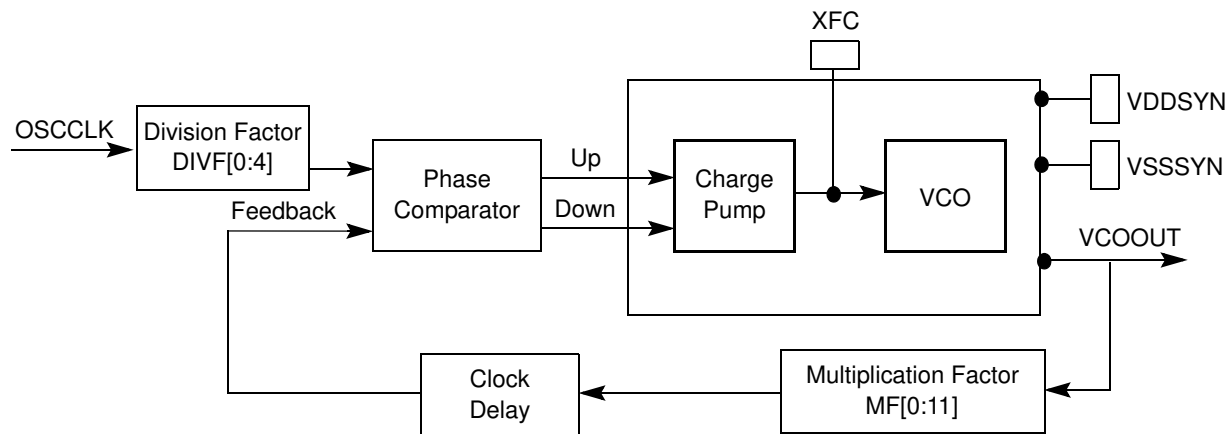 XFC
VDDSYN
OSCCLK
Division Factor
DIVF[0:4]
VSSSYN
Up
Phase
Comparator
Charge
Pump
VCO
Feedback
Down
VCOOUT
Clock
Delay
Multiplication Factor
MF[0:11]